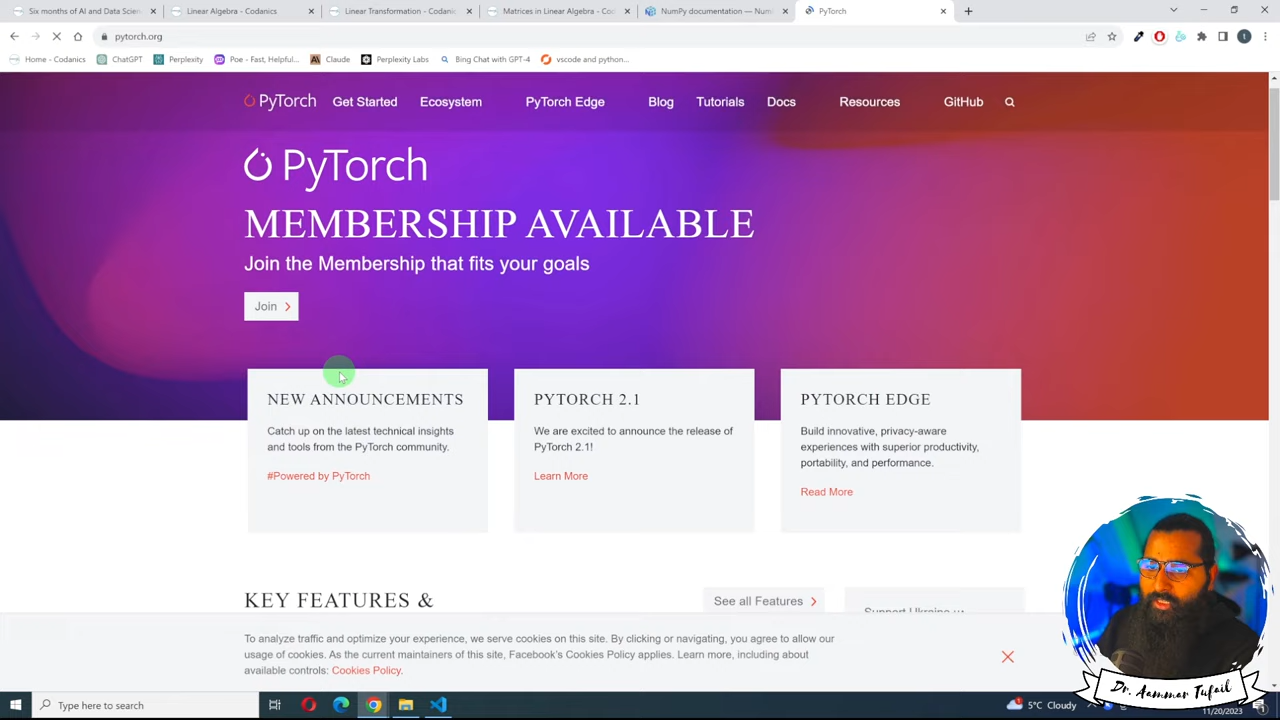 Six months of AI and Data Scien
Linear Algebra - Codanics
Linear Transformation - Codanic
Matrices in Linear Algebra - Cod
NumPy documentation — Num
PyTorch
pytorch.org
Home - Codanics
ChatGPT
Perplexity
Poe - Fast, Helpful...
Claude
Perplexity Labs
Bing Chat with GPT-4
vscode and python...
PyTorch
Get Started
Ecosystem
PyTorch Edge
Blog
Tutorials
Docs
Resources
GitHub
PyTorch
MEMBERSHIP AVAILABLE
Join the Membership that fits your goals
Join
NEW ANNOUNCEMENTS
Catch up on the latest technical insights
and tools from the PyTorch community.
#Powered by PyTorch
PYTORCH 2.1
We are excited to announce the release of
PyTorch 2.1!
Learn More
PYTORCH EDGE
Build innovative, privacy-aware
experiences with superior productivity,
portability, and performance.
Read More
KEY FEATURES &
See all Features
Support Ukraine
To analyze traffic and optimize your experience, we serve cookies on this site. By clicking or navigating, you agree to allow our
usage of cookies. As the current maintainers of this site, Facebook's Cookies Policy applies. Learn more, including about
available controls: Cookies Policy.
Dr. Aammar Tufail
Type here to search
5°C Cloudy
11/20/2023